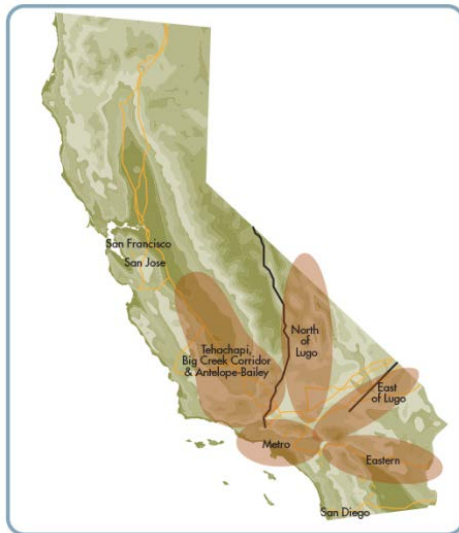 San Francisco
San Jose
North
of
Lugo
Tehachapi,
Big Creek Corridor
& Antelope-Bailey
East
of Lugo
Metro
Eastern
San Diego